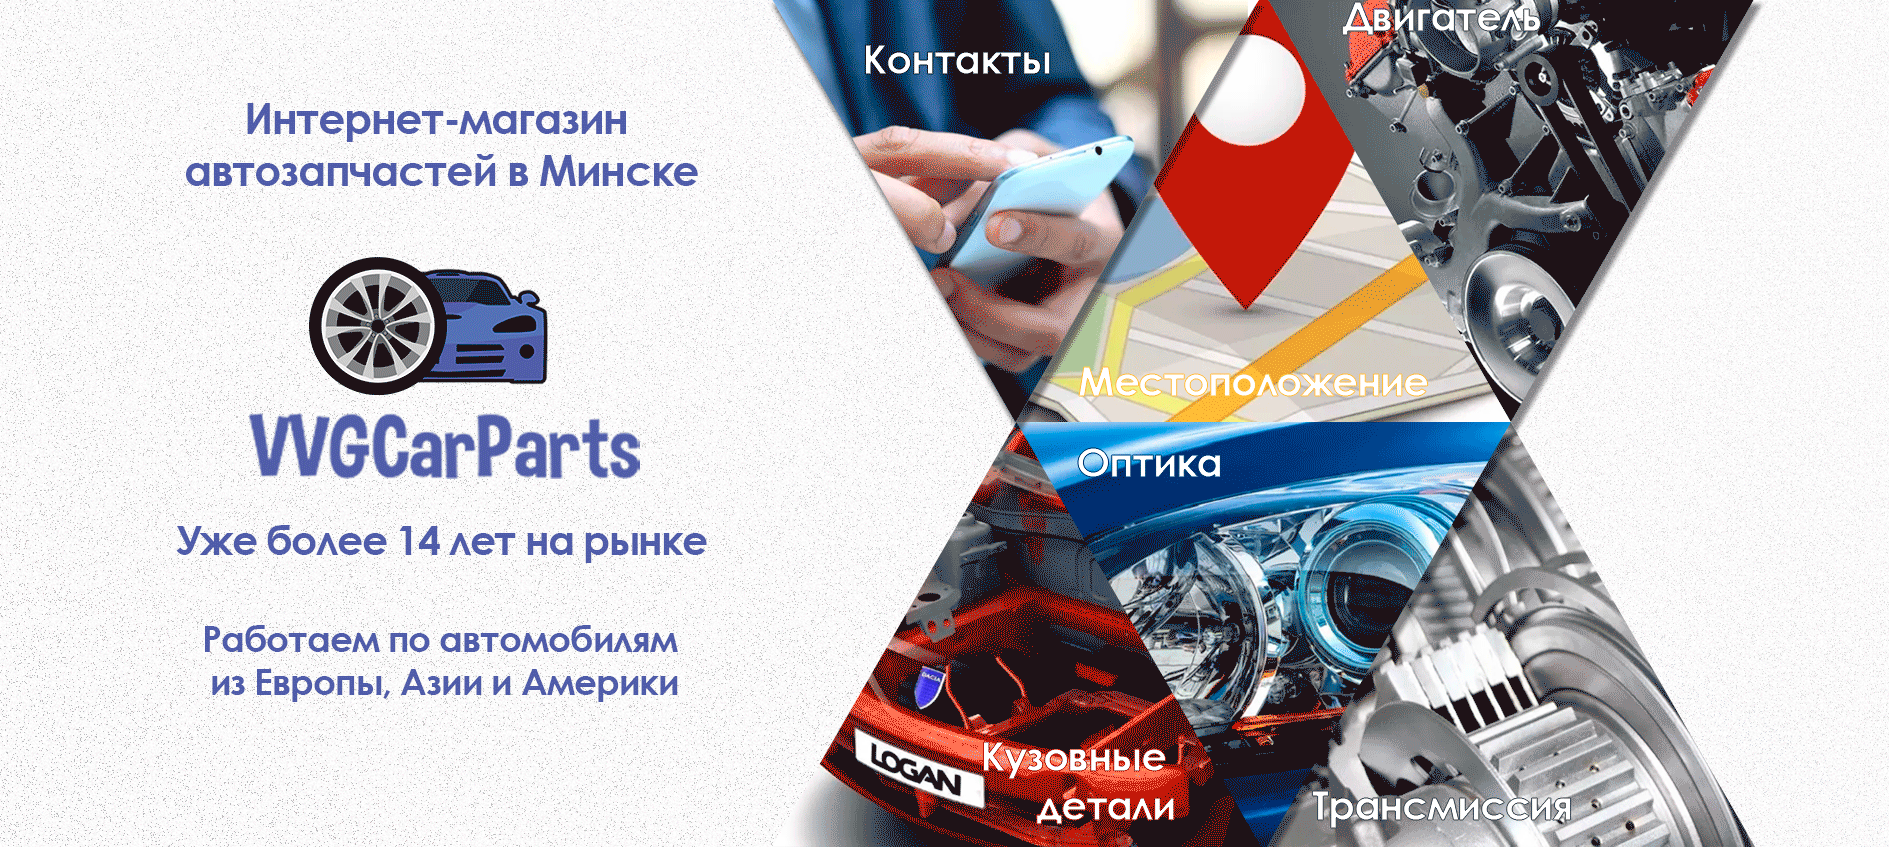 Интернет-магазин
автозапчастей в Минске
VVGCarParts
Уже более 14 лет на рынке
Работаем по автомобилям
из Европы, Азии и Америки
Контакты
Двигатель
Местоположение
Оптика
DACIA
LOGAN
Кузовные
детали
Трансмиссия